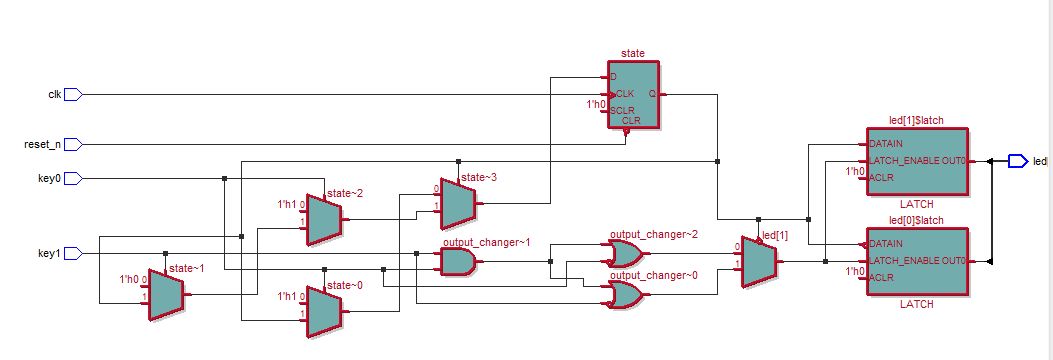 state
clk
D
CLK
Q
1'h0
SCLR
CLR
led[1]$latch
reset_n
DATAIN
LATCH_ENABLE OUT0
1'h0
ACLR
led
LATCH
key0
state~2
state~3
0
1
1'h1 0
1
led[0]$latch
key1
output_changer~1
output_changer~2
led[1]
0
1
DATAIN
LATCH_ENABLE OUT0
1'h0
ACLR
LATCH
state~1
1'h0 0
1
state~0
1'h1 0
1
output_changer~0